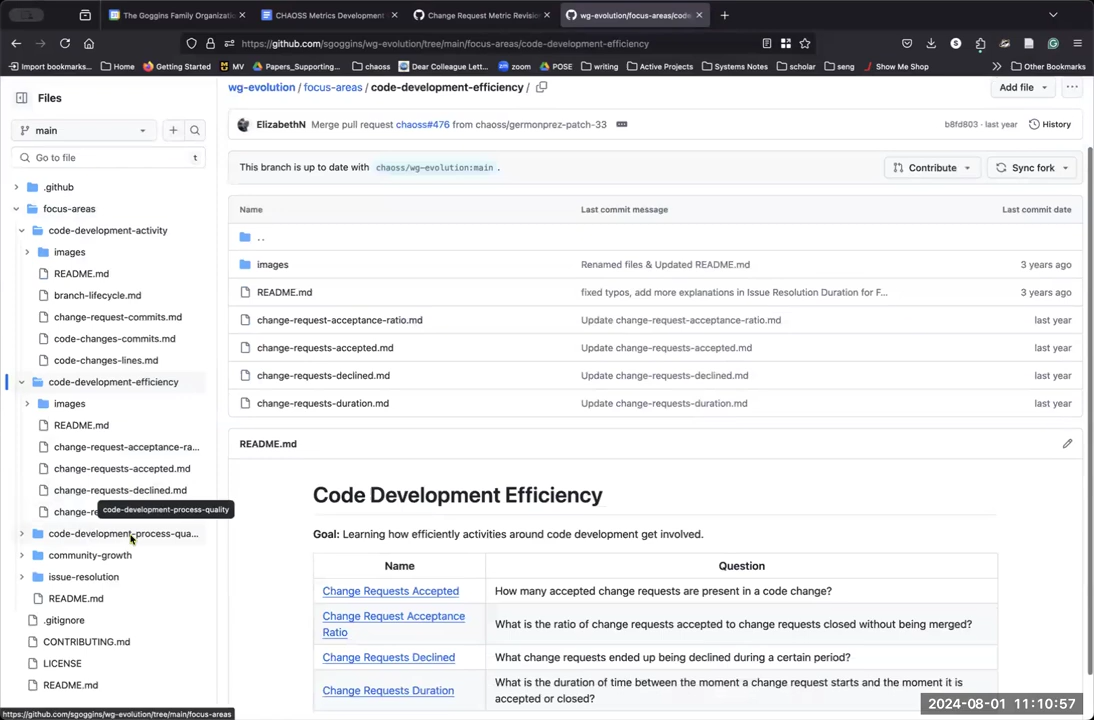 The Goggins Family Organizatic
CHAOSS Metrics Development
Change Request Metric Revision
wg-evolution/focus-areas/code
https://github.com/sgoggins/wg-evolution/tree/main/focus-areas/code-development-efficiency
Import bookmarks...
Home
Getting Started
MV
Papers_Supporting...
chaoss
Dear Colleague Lett...
zoom
POSE
writing
Active Projects
Systems Notes
scholar
seng
Show Me Shop
Other Bookmarks
Files
wg-evolution / focus-areas / code-development-efficiency /
Add file
main
ElizabethN Merge pull request chaoss#476 from chaoss/germonprez-patch-33
b8fd803 · last year
History
Go to file
t
This branch is up to date with chaoss/wg-evolution:main .
Contribute
Sync fork
.github
focus-areas
code-development-activity
images
README.md
branch-lifecycle.md
change-request-commits.md
code-changes-commits.md
code-changes-lines.md
code-development-efficiency
images
README.md
change-request-acceptance-ra...
change-requests-accepted.md
change-requests-declined.md
change-re
code-development-process-quality
code-development-process-qua...
community-growth
issue-resolution
README.md
.gitignore
CONTRIBUTING.md
LICENSE
README.md
Name Last commit message Last commit date
..
images Renamed files & Updated README.md 3 years ago
README.md fixed typos, add more explanations in Issue Resolution Duration for F... 3 years ago
change-request-acceptance-ratio.md Update change-request-acceptance-ratio.md last year
change-requests-accepted.md Update change-requests-accepted.md last year
change-requests-declined.md Update change-requests-declined.md last year
change-requests-duration.md Update change-requests-duration.md last year
README.md
Code Development Efficiency
Goal: Learning how efficiently activities around code development get involved.
Name Question
Change Requests Accepted How many accepted change requests are present in a code change?
Change Request Acceptance
Ratio
What is the ratio of change requests accepted to change requests closed without being merged?
Change Requests Declined What change requests ended up being declined during a certain period?
Change Requests Duration
What is the duration of time between the moment a change request starts and the moment it is
accepted or closed?
https://github.com/sgoggins/wg-evolution/tree/main/focus-areas
2024-08-01 11:10:57